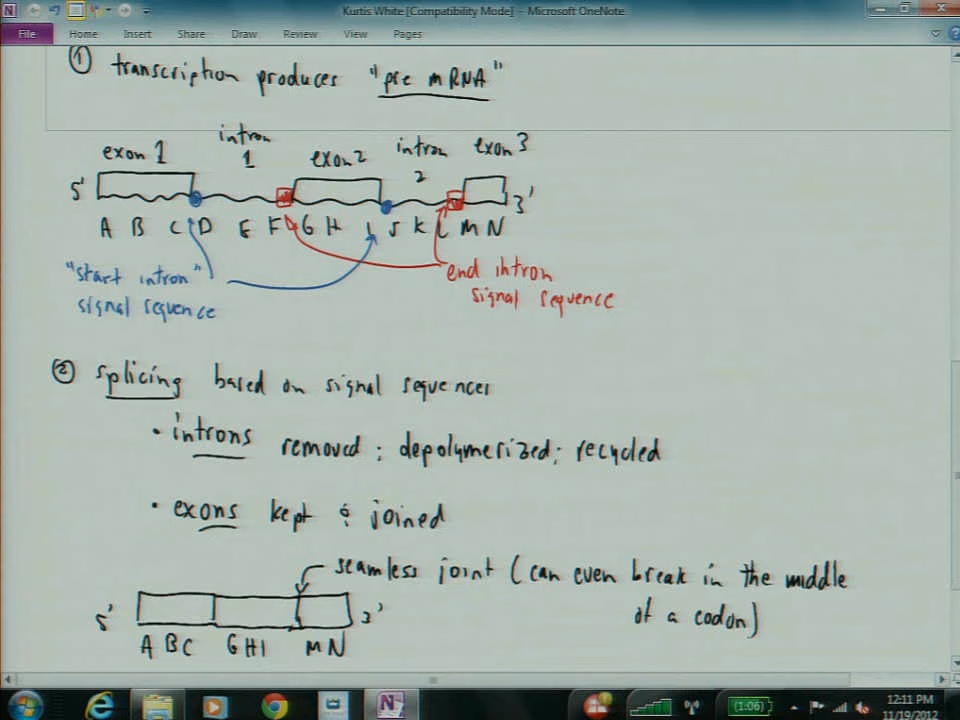 Kurtis White [Compatibility Mode] - Microsoft OneNote
File Home Insert Share Draw Review View Pages
① transcription produces "pre mRNA"
exon 1 intron 1 exon 2 intron 2 exon 3
5' 3'
A B C D E F G H I J K L M N
"start intron" signal sequence
end intron signal sequence
② splicing based on signal sequences
• introns removed; depolymerized; recycled
• exons kept & joined
seamless joint (can even break in the middle
of a codon)
5' 3'
A B C G H I M N
(1:06)
12:11 PM
11/19/2012